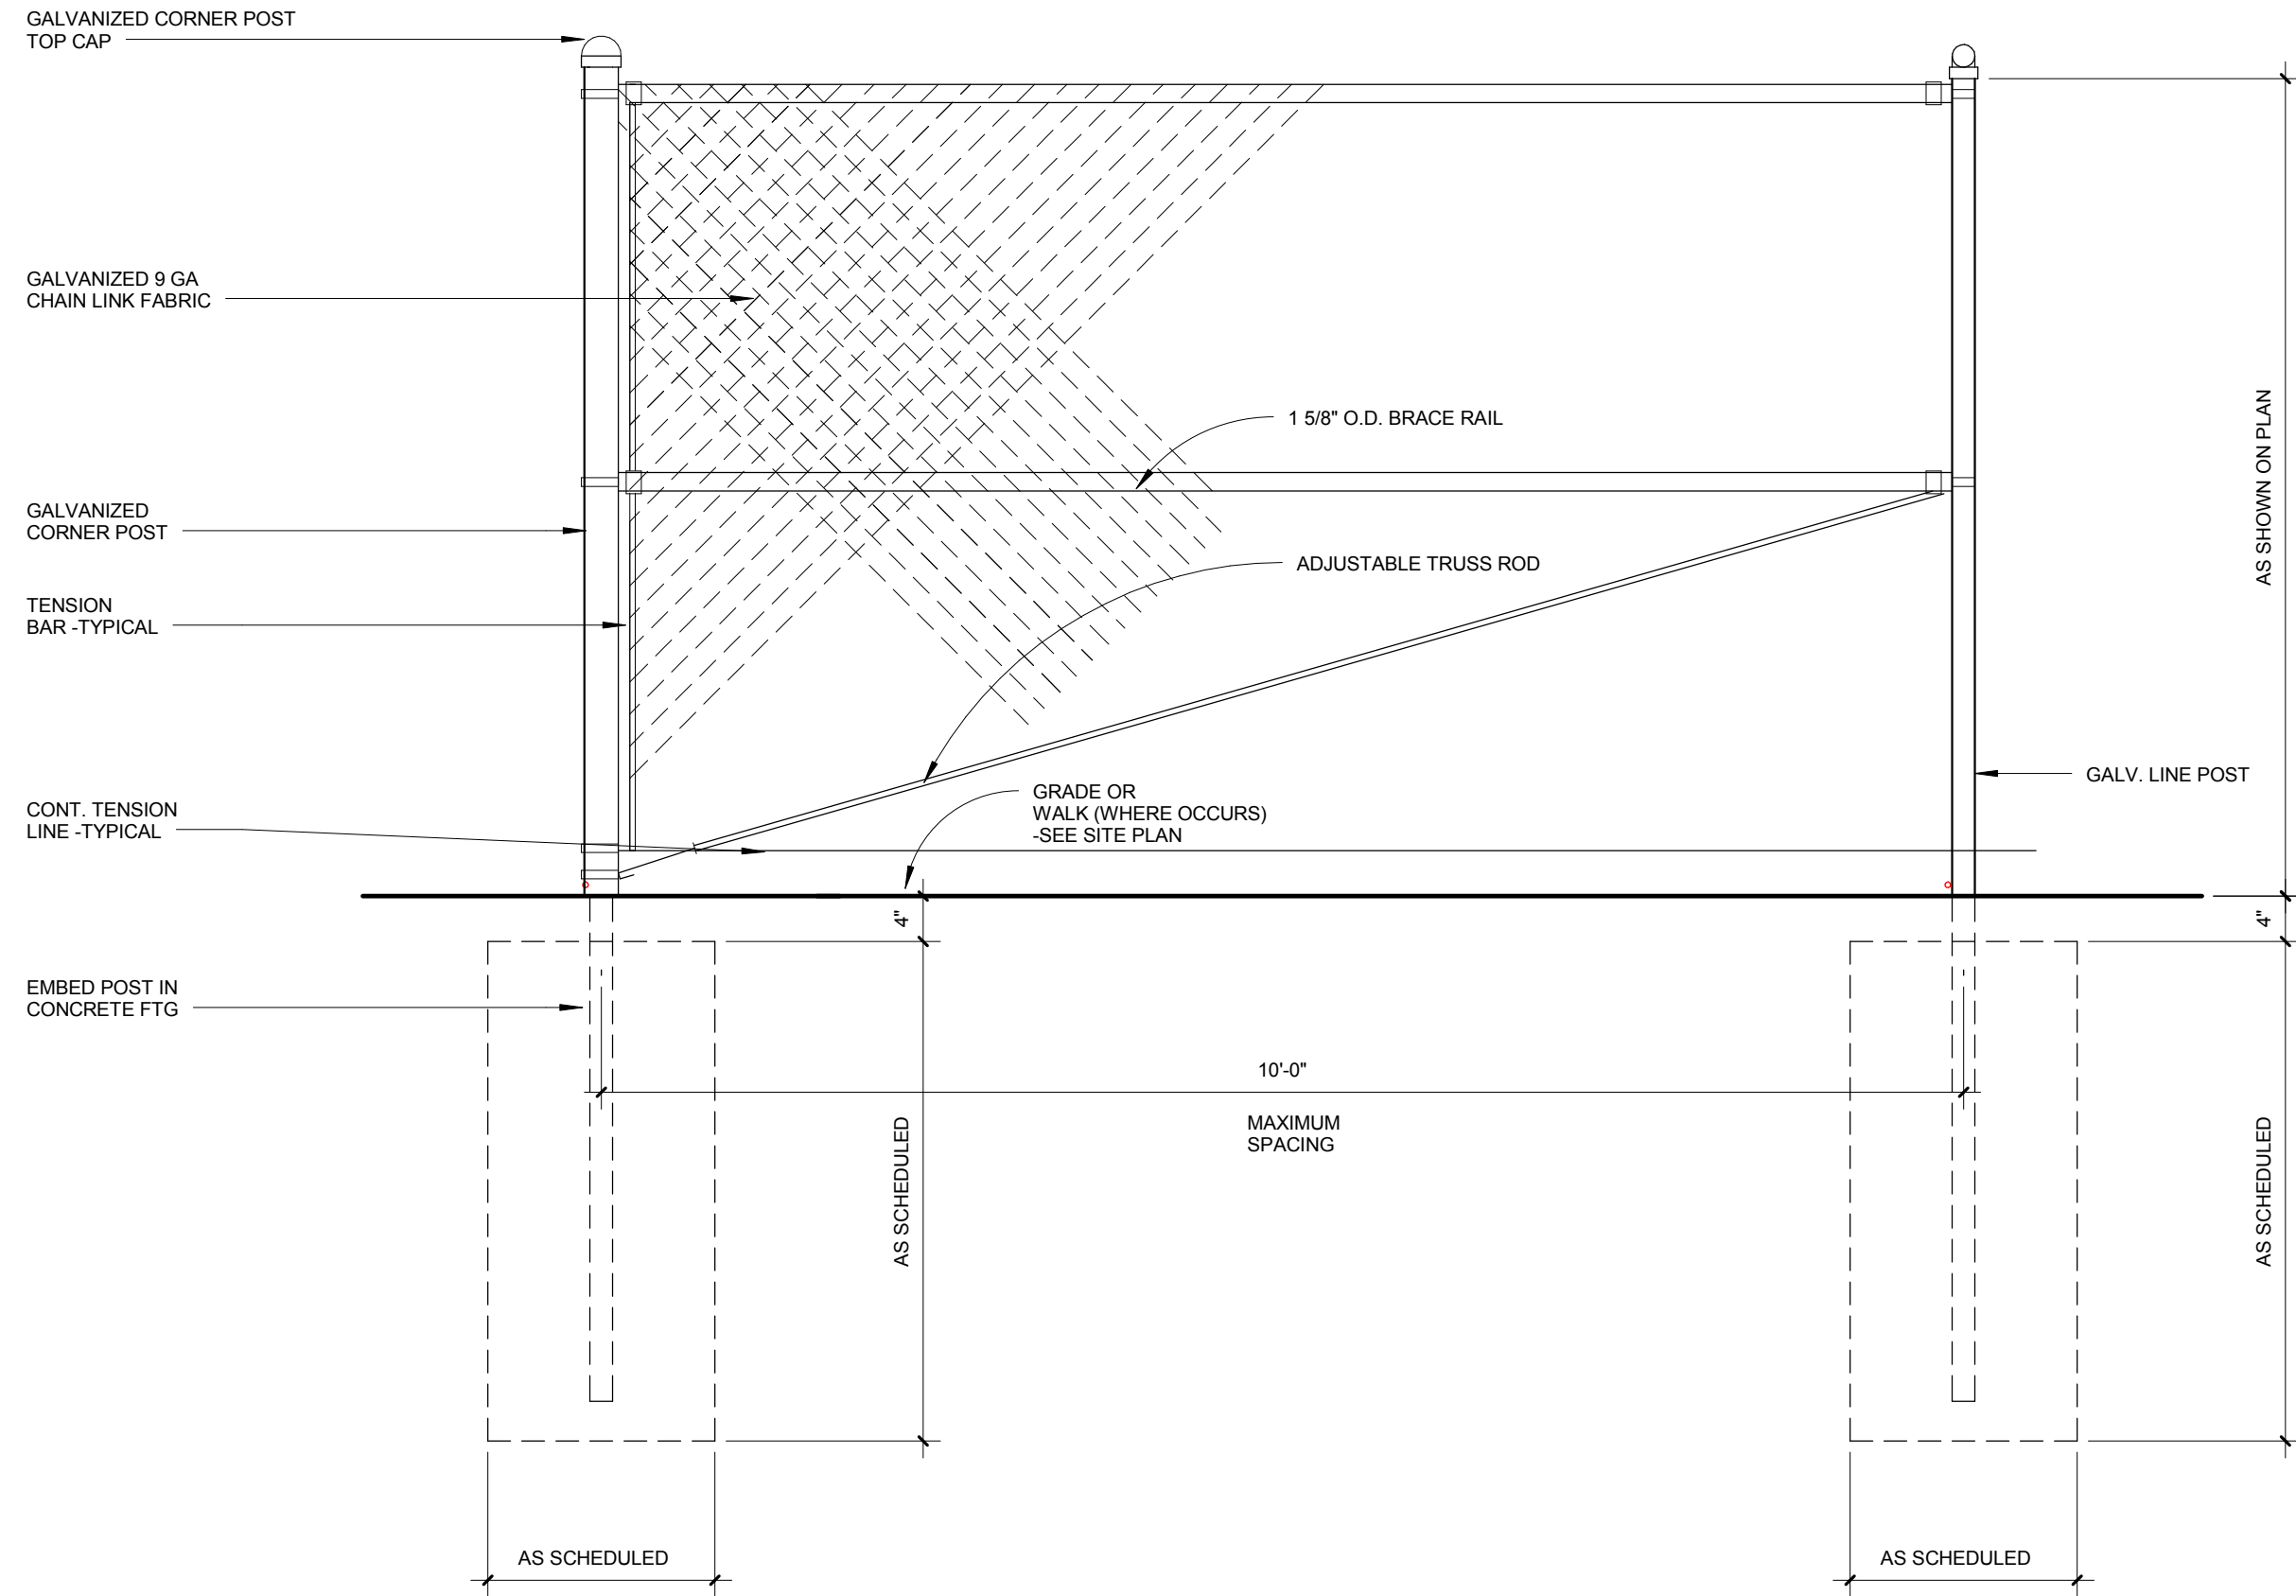 GALVANIZED CORNER POST
TOP CAP
GALVANIZED 9 GA
CHAIN LINK FABRIC
1 5/8" O.D. BRACE RAIL
AS SHOWN ON PLAN
GALVANIZED
CORNER POST
ADJUSTABLE TRUSS ROD
TENSION
BAR -TYPICAL
GALV. LINE POST
CONT. TENSION
LINE -TYPICAL
GRADE OR
WALK (WHERE OCCURS)
-SEE SITE PLAN
4"
4"
EMBED POST IN
CONCRETE FTG
10'-0"
MAXIMUM
SPACING
AS SCHEDULED
AS SCHEDULED
AS SCHEDULED
AS SCHEDULED